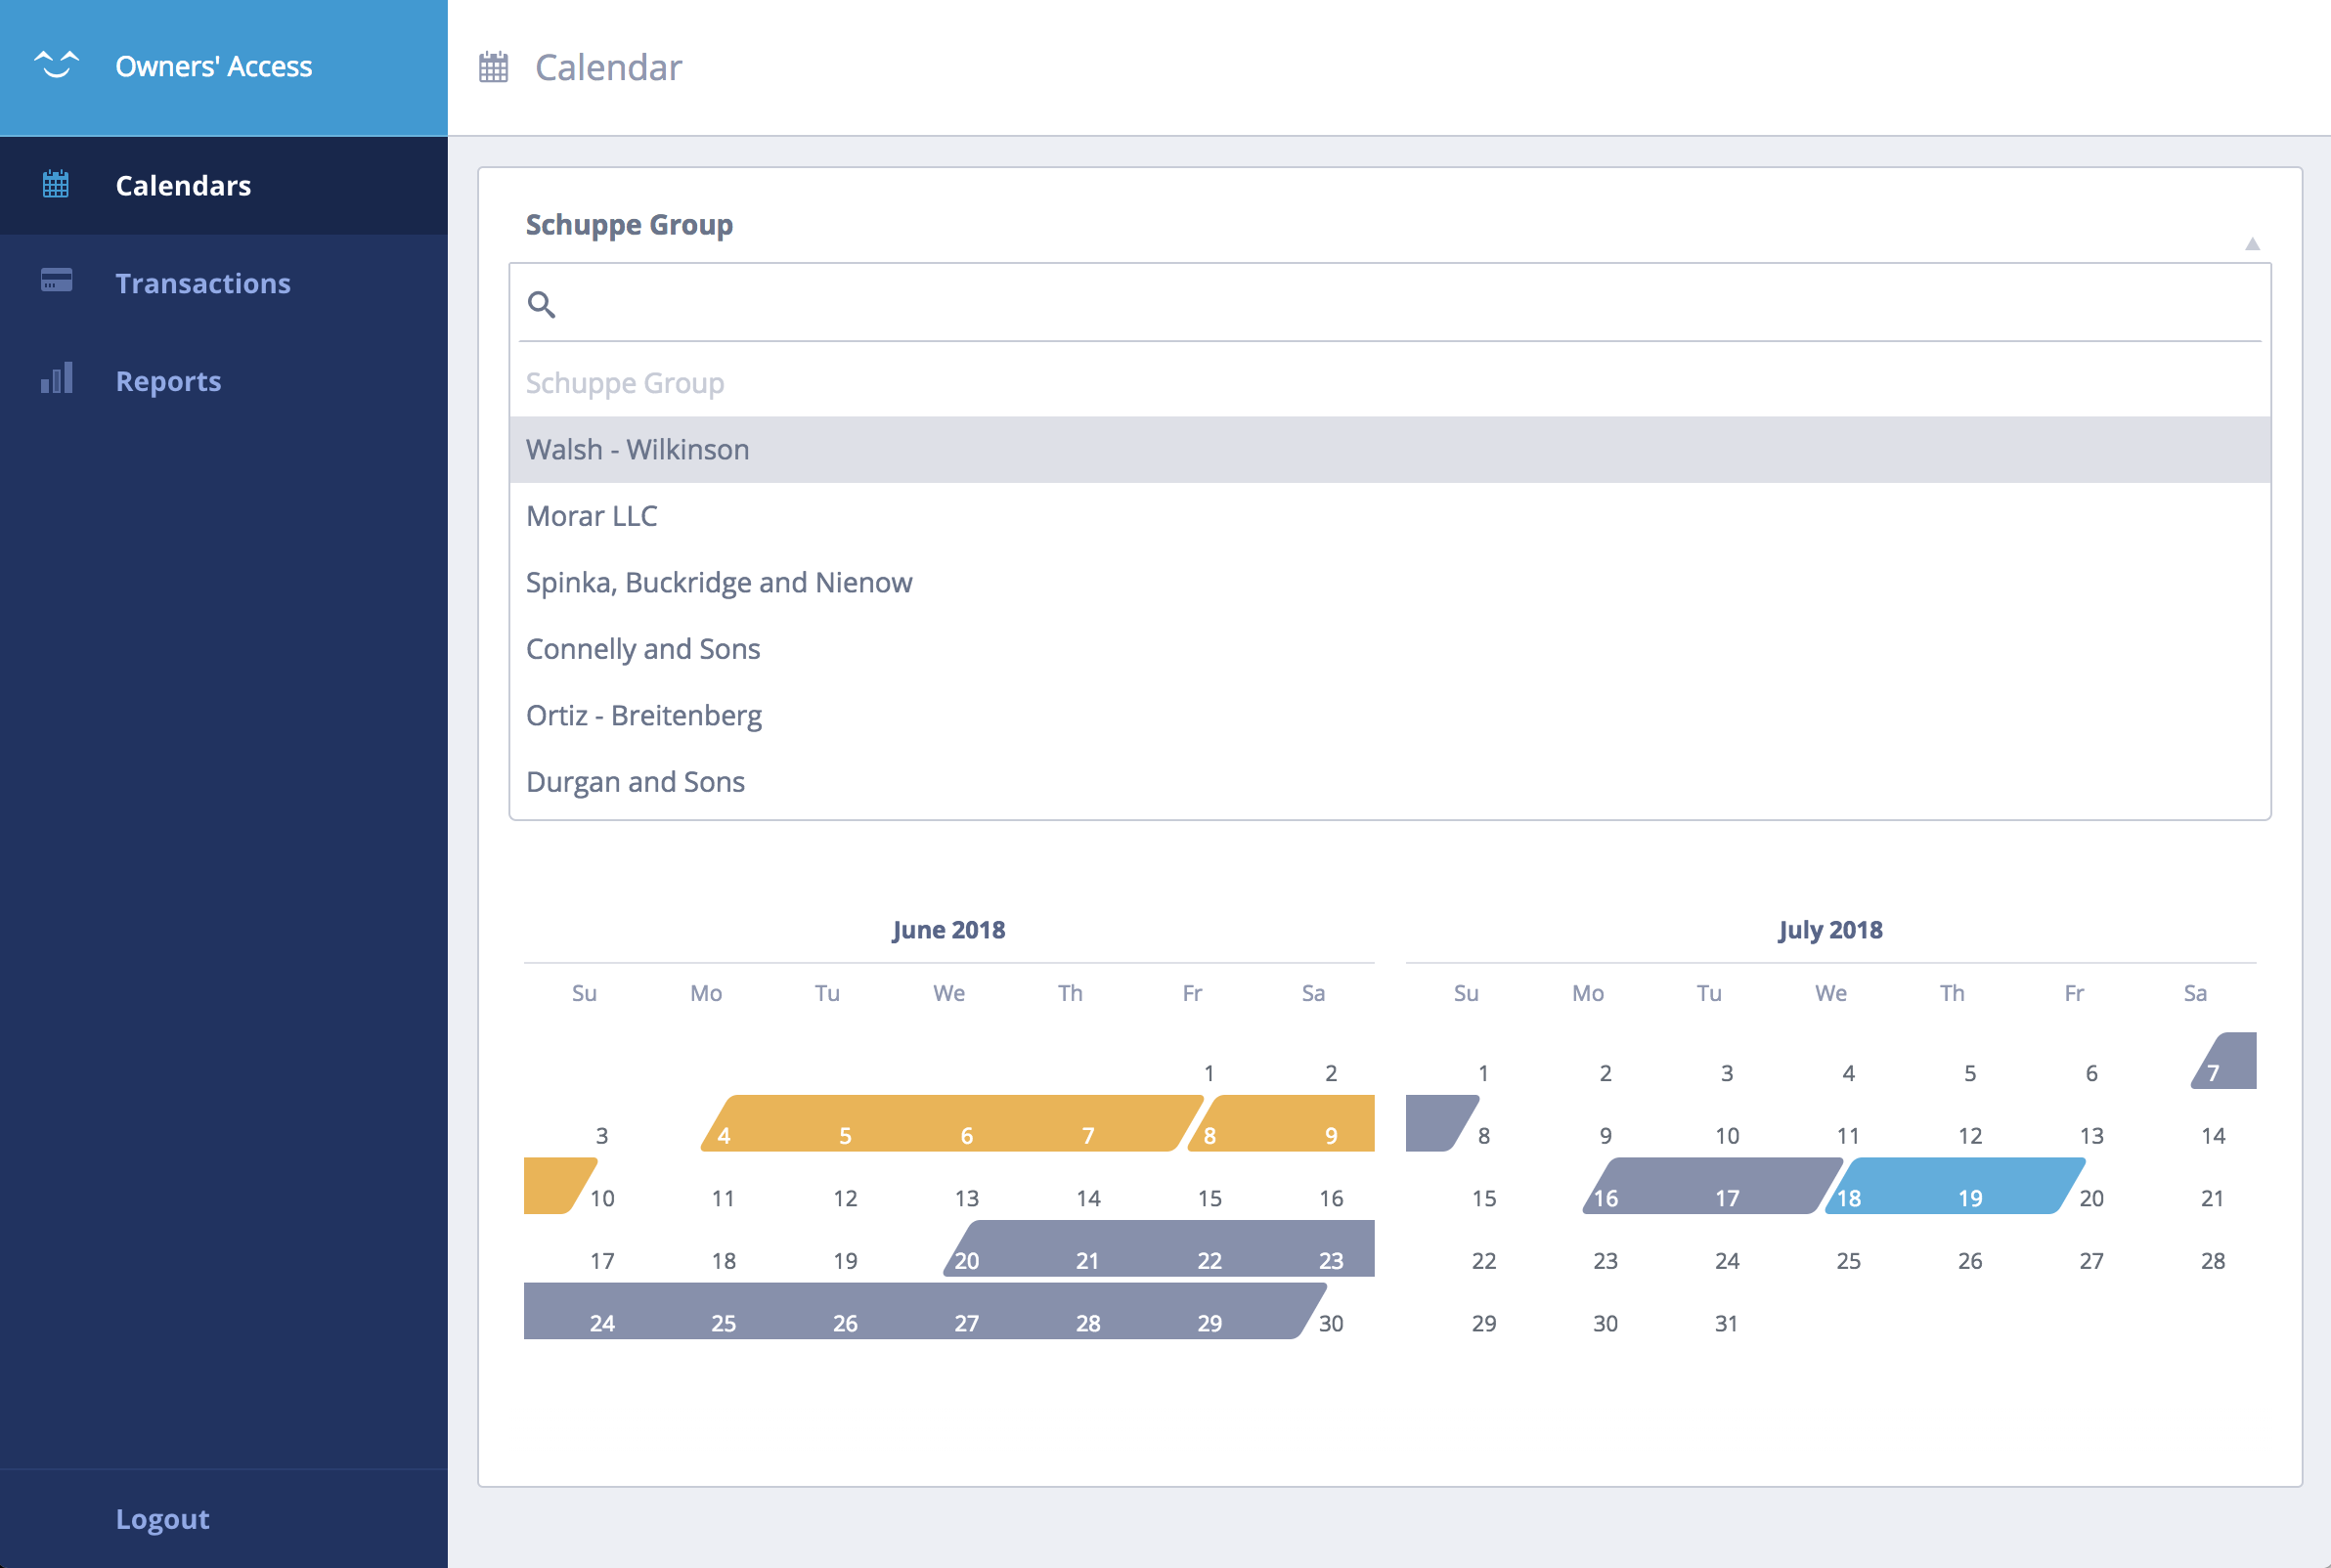 Owners' Access
Calendar
Calendars
Transactions
Reports
Logout
Schuppe Group
Schuppe Group
Walsh - Wilkinson
Morar LLC
Spinka, Buckridge and Nienow
Connelly and Sons
Ortiz - Breitenberg
Durgan and Sons
June 2018
Su Mo Tu We Th Fr Sa
1 2
3 4 5 6 7 8 9
10 11 12 13 14 15 16
17 18 19 20 21 22 23
24 25 26 27 28 29 30
July 2018
Su Mo Tu We Th Fr Sa
1 2 3 4 5 6 7
8 9 10 11 12 13 14
15 16 17 18 19 20 21
22 23 24 25 26 27 28
29 30 31